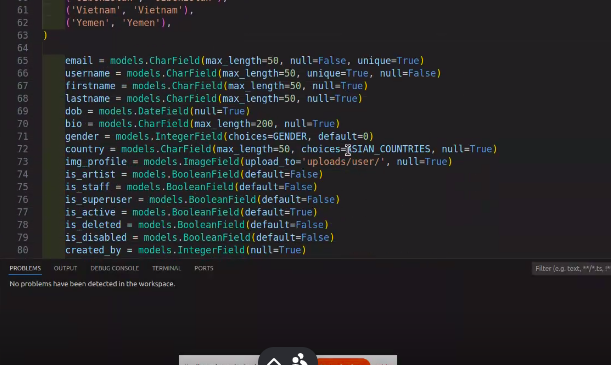 61 ('Vietnam', 'Vietnam'),
62 ('Yemen', 'Yemen'),
63 )
64
65 email = models.CharField(max_length=50, null=False, unique=True)
66 username = models.CharField(max_length=50, unique=True, null=False)
67 firstname = models.CharField(max_length=50, null=True)
68 lastname = models.CharField(max_length=50, null=True)
69 dob = models.DateField(null=True)
70 bio = models.CharField(max_length=200, null=True)
71 gender = models.IntegerField(choices=GENDER, default=0)
72 country = models.CharField(max_length=50, choices=ASIAN_COUNTRIES, null=True)
73 img_profile = models.ImageField(upload_to='uploads/user/', null=True)
74 is_artist = models.BooleanField(default=False)
75 is_staff = models.BooleanField(default=False)
76 is_superuser = models.BooleanField(default=False)
77 is_active = models.BooleanField(default=True)
78 is_deleted = models.BooleanField(default=False)
79 is_disabled = models.BooleanField(default=False)
80 created_by = models.IntegerField(null=True)
PROBLEMS OUTPUT DEBUG CONSOLE TERMINAL PORTS Filter (e.g. text, **/*.ts, !*
No problems have been detected in the workspace.